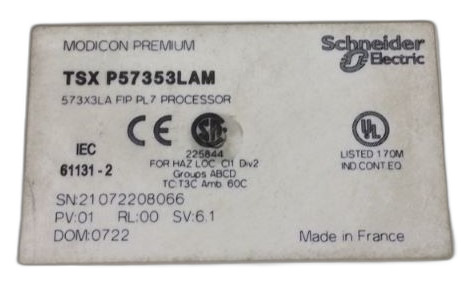 MODICON PREMIUM
Schneider
Electric
TSX P57353LAM
573X3LA FIP PL7 PROCESSOR
CE
IEC
61131-2
225844
FOR HAZ LOC Cl1 Div2
Groups ABCD
TC:T3C Amb. 60C
UL
LISTED 170M
IND.CONT.EQ.
SN:21072208066
PV:01 RL:00 SV:6.1
DOM:0722
Made in France